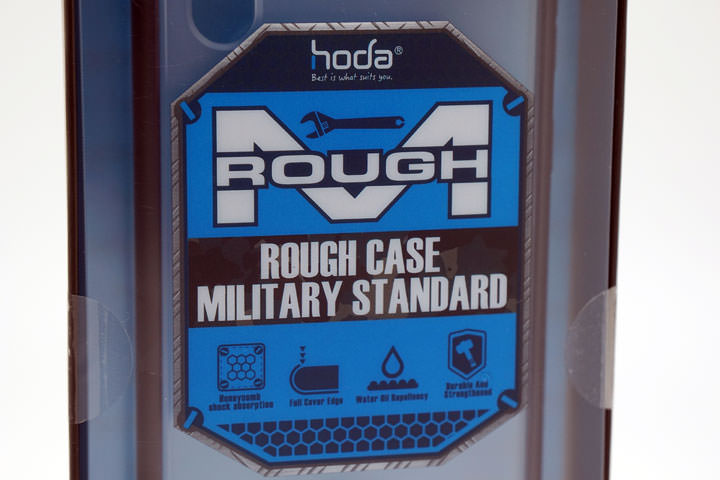 hoda®
Best is what suits you.
M
ROUGH
ROUGH CASE
MILITARY STANDARD
Honeycomb
shock absorption
Full Cover Edge
Water Oil Repellency
Durable And
Strengthened